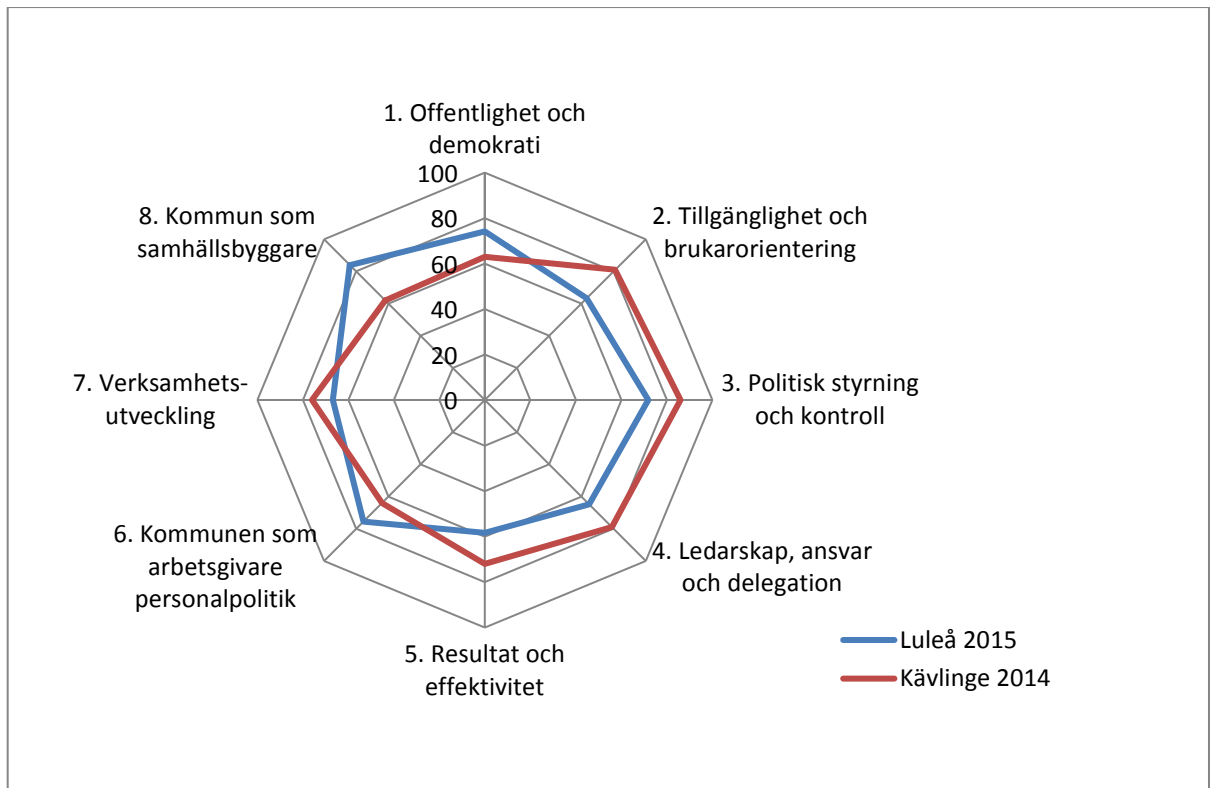 1. Offentlighet och
demokrati
2. Tillgänglighet och
brukarorientering
3. Politisk styrning
och kontroll
4. Ledarskap, ansvar
och delegation
5. Resultat och
effektivitet
6. Kommunen som
arbetsgivare
personalpolitik
7. Verksamhets-
utveckling
8. Kommun som
samhällsbyggare
100
80
60
40
20
0
Luleå 2015
Kävlinge 2014